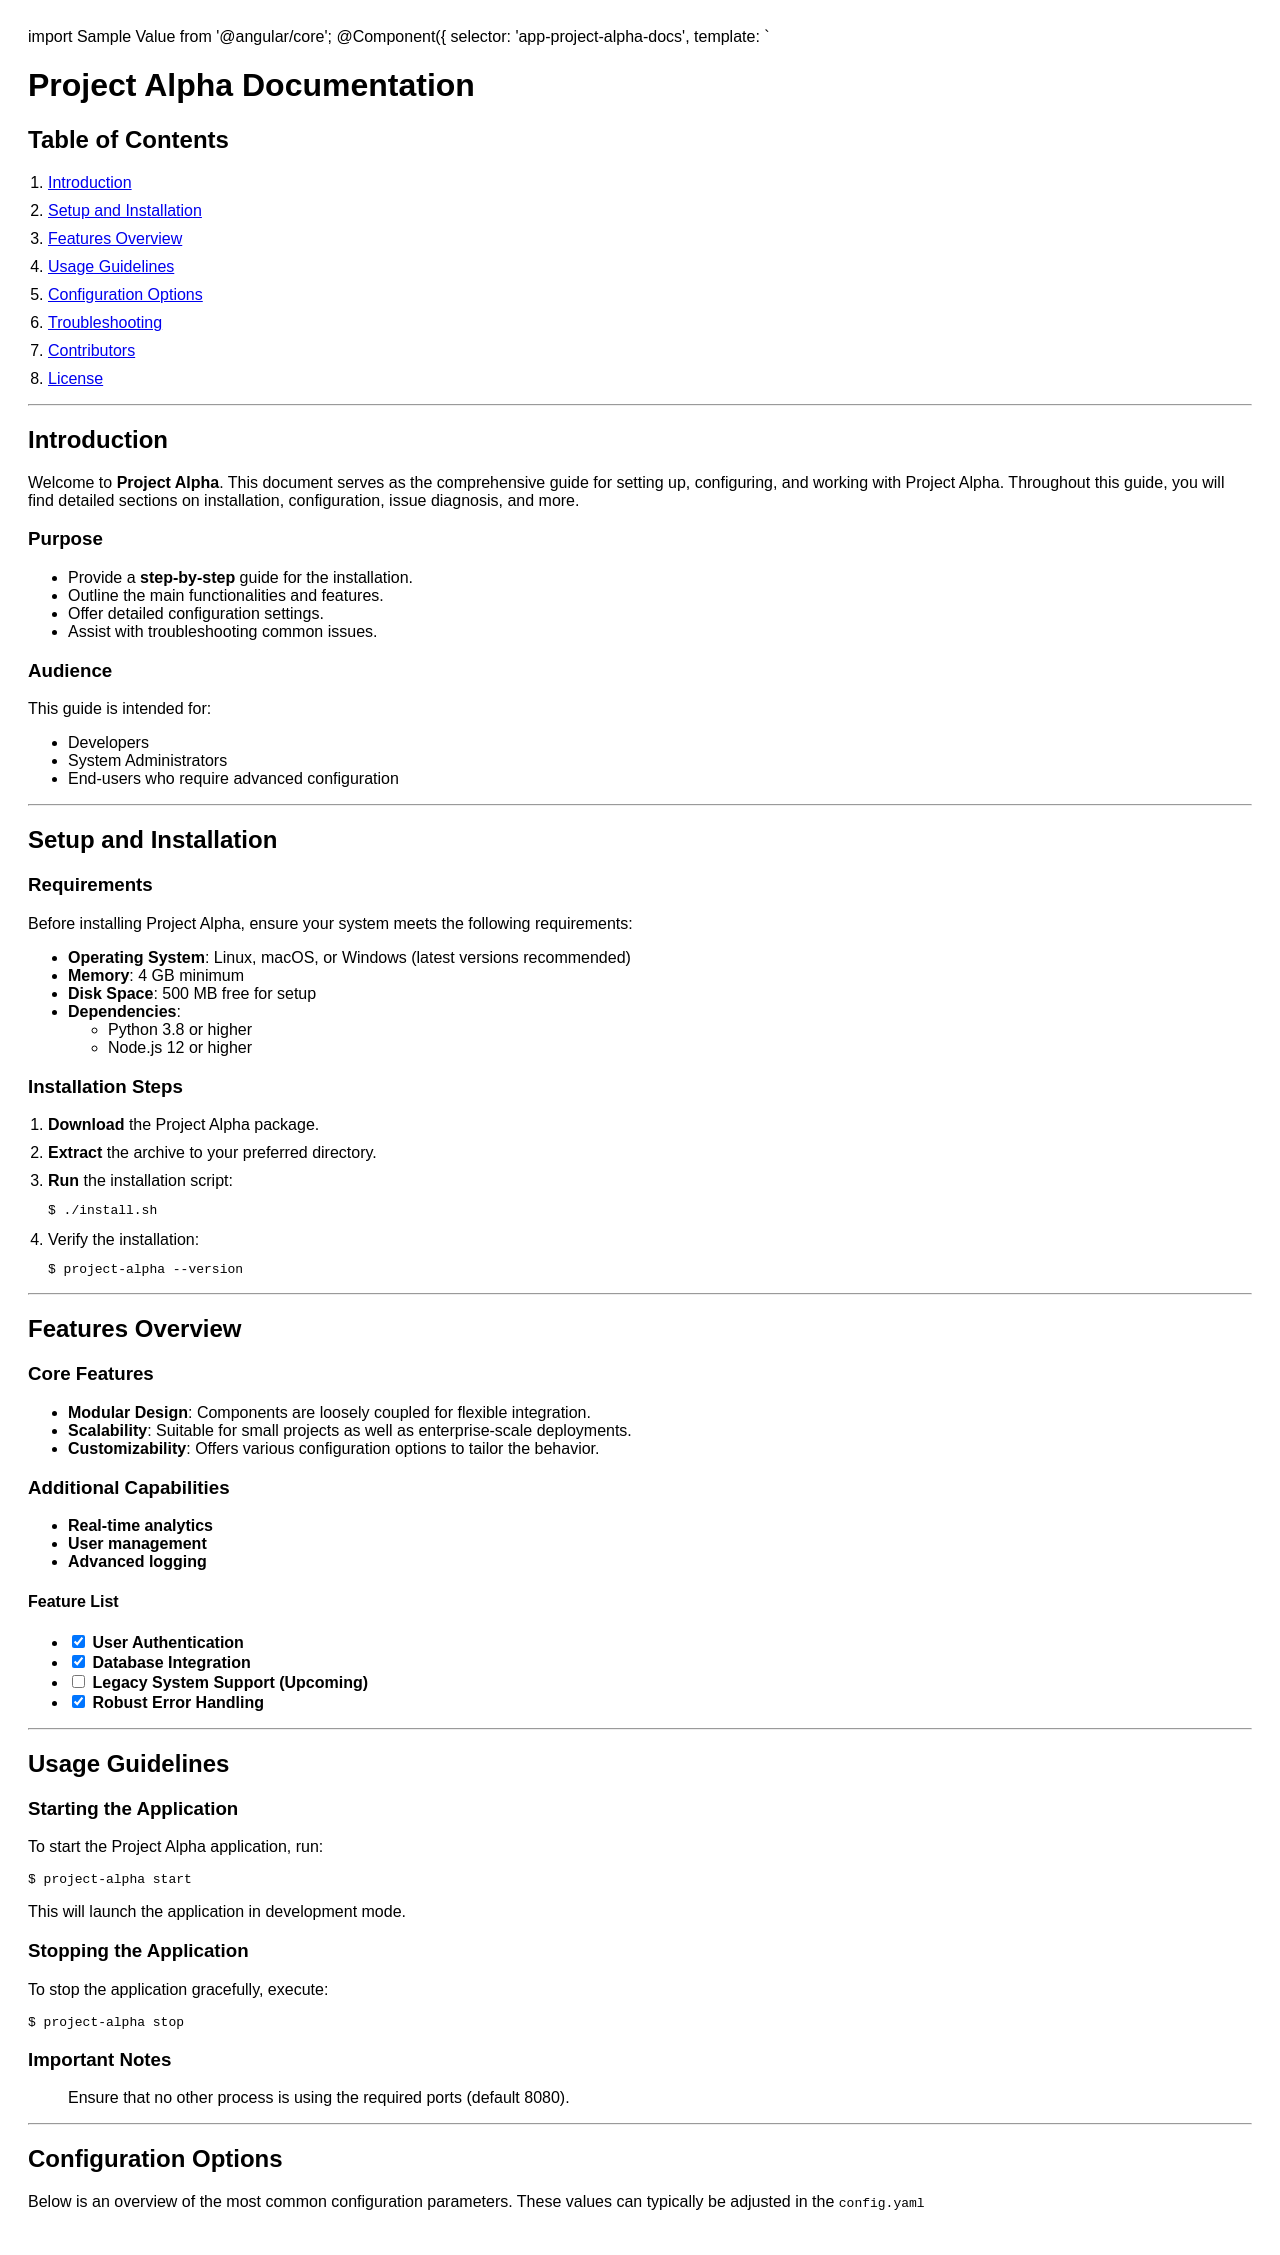 import Sample Value from '@angular/core'; @Component({ selector: 'app-project-alpha-docs', template: `
Project Alpha Documentation
Table of Contents
1. Introduction
2. Setup and Installation
3. Features Overview
4. Usage Guidelines
5. Configuration Options
6. Troubleshooting
7. Contributors
8. License
Introduction
Welcome to Project Alpha. This document serves as the comprehensive guide for setting up, configuring, and working with Project Alpha. Throughout this guide, you will
find detailed sections on installation, configuration, issue diagnosis, and more.
Purpose
• Provide a step-by-step guide for the installation.
• Outline the main functionalities and features.
• Offer detailed configuration settings.
• Assist with troubleshooting common issues.
Audience
This guide is intended for:
• Developers
• System Administrators
• End-users who require advanced configuration
Setup and Installation
Requirements
Before installing Project Alpha, ensure your system meets the following requirements:
• Operating System: Linux, macOS, or Windows (latest versions recommended)
• Memory: 4 GB minimum
• Disk Space: 500 MB free for setup
• Dependencies:
◦ Python 3.8 or higher
◦ Node.js 12 or higher
Installation Steps
1. Download the Project Alpha package.
2. Extract the archive to your preferred directory.
3. Run the installation script:
$ ./install.sh
4. Verify the installation:
$ project-alpha --version
Features Overview
Core Features
• Modular Design: Components are loosely coupled for flexible integration.
• Scalability: Suitable for small projects as well as enterprise-scale deployments.
• Customizability: Offers various configuration options to tailor the behavior.
Additional Capabilities
• Real-time analytics
• User management
• Advanced logging
Feature List
• ☑ User Authentication
• ☑ Database Integration
• ☐ Legacy System Support (Upcoming)
• ☑ Robust Error Handling
Usage Guidelines
Starting the Application
To start the Project Alpha application, run:
$ project-alpha start
This will launch the application in development mode.
Stopping the Application
To stop the application gracefully, execute:
$ project-alpha stop
Important Notes
Ensure that no other process is using the required ports (default 8080).
Configuration Options
Below is an overview of the most common configuration parameters. These values can typically be adjusted in the config.yaml